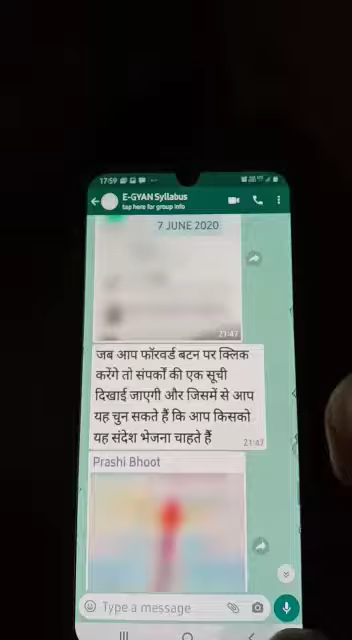 17:59
E-GYAN Syllabus
tap here for group info
7 JUNE 2020
21:47
जब आप फॉरवर्ड बटन पर क्लिक
करेंगे तो संपर्कों की एक सूची
दिखाई जाएगी और जिसमें से आप
यह चुन सकते हैं कि आप किसको
यह संदेश भेजना चाहते हैं
21:47
Prashi Bhoot
Type a message